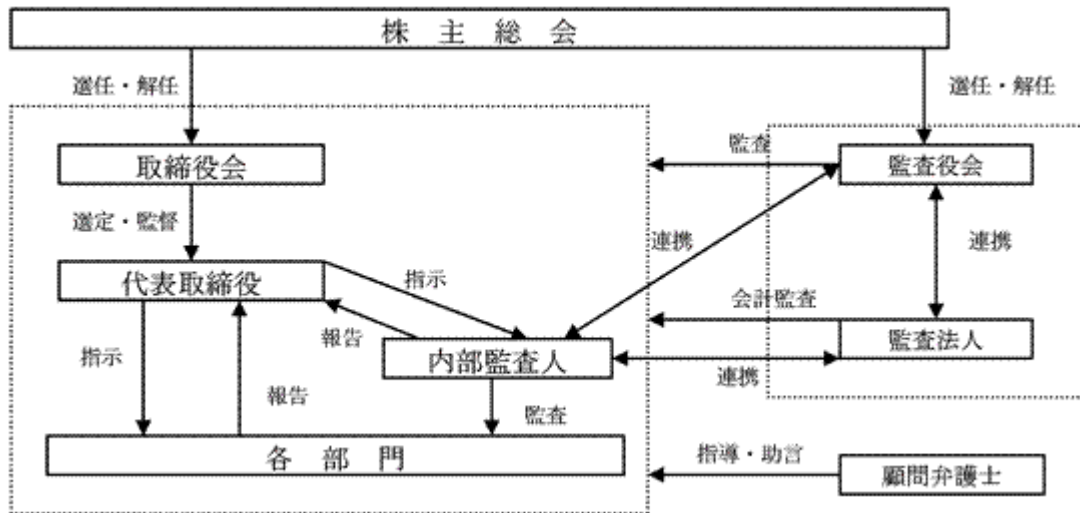 株主総会
選任・解任
選任・解任
取締役会
監査
監査役会
選定・監督
連携
連携
代表取締役
指示
会計監査
報告
監査法人
指示
内部監査人
連携
報告
監査
各部門
指導・助言
顧問弁護士